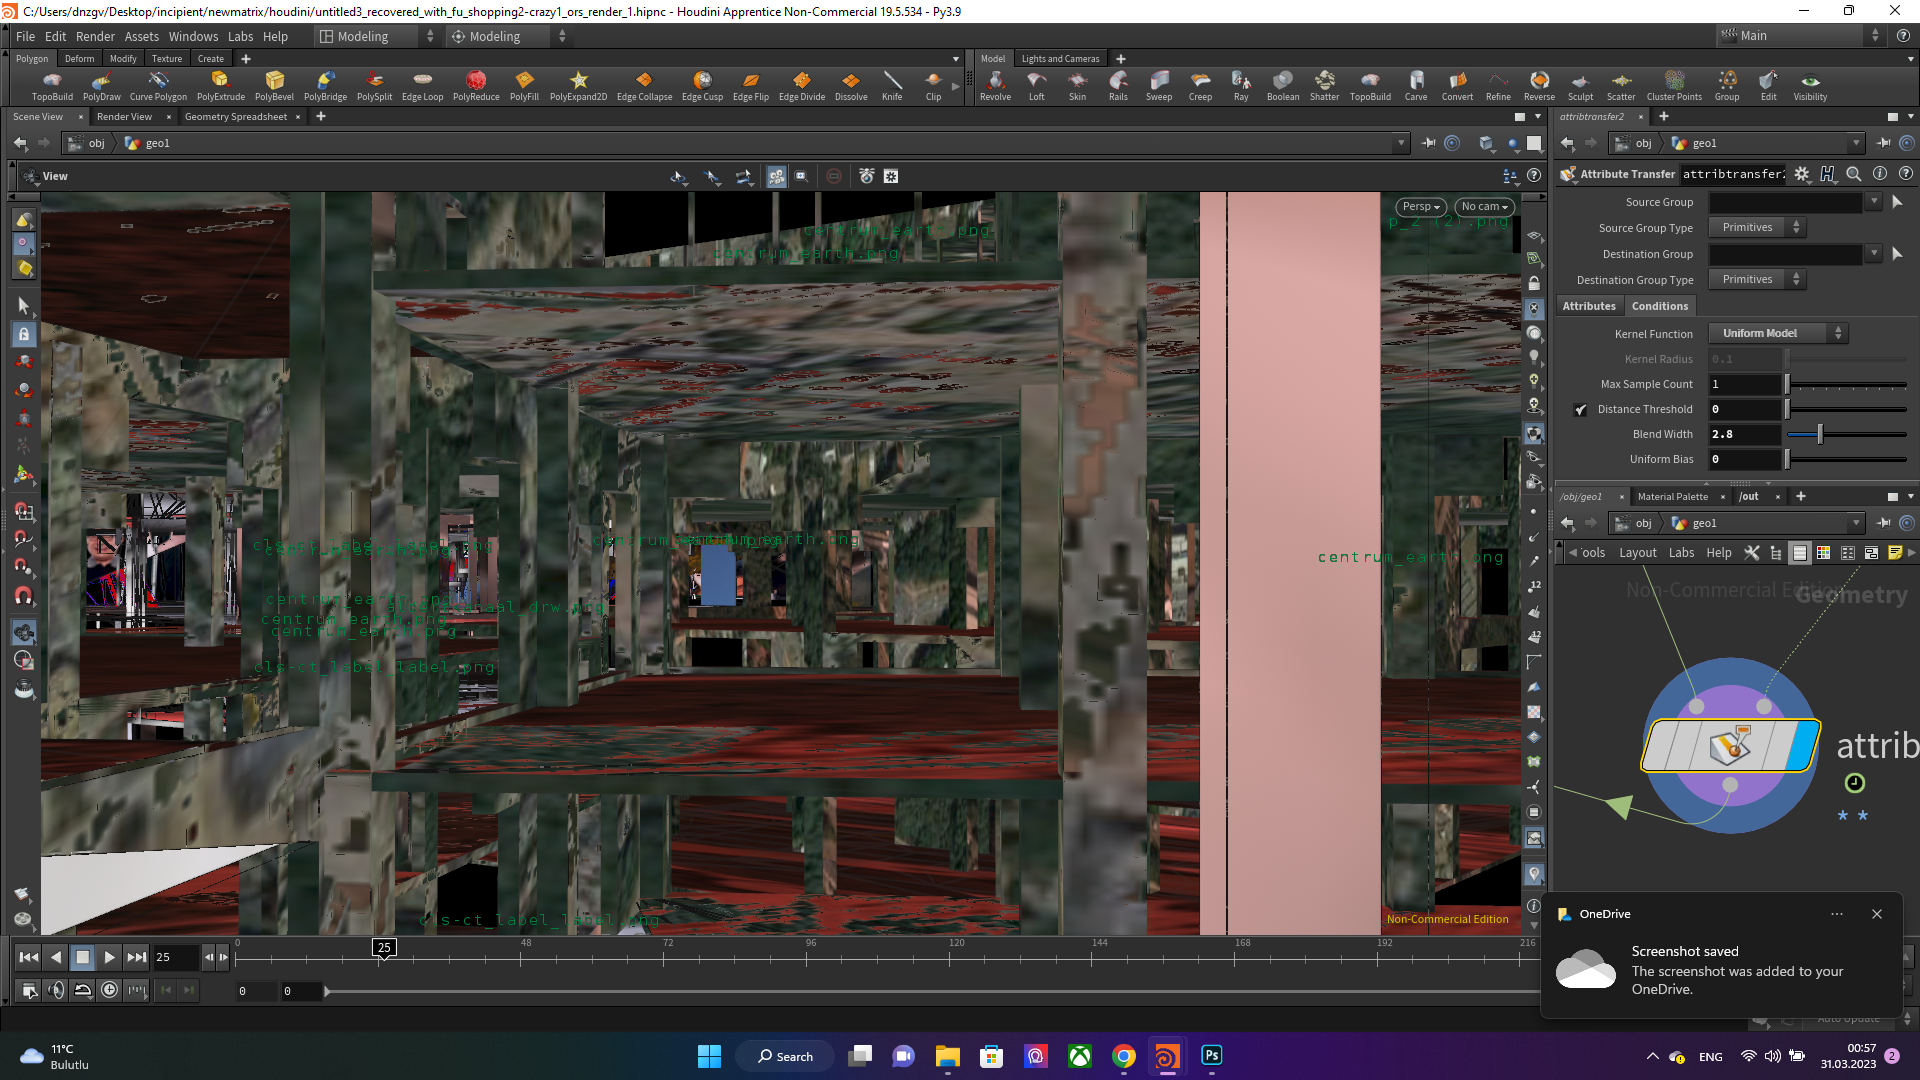 C:/Users/dnzgv/Desktop/incipient/newmatrix/houdini/untitled3_recovered_with_fu_shopping2-crazy1_ors_render_1.hipnc - Houdini Apprentice Non-Commercial 19.5.534 - Py3.9
File Edit Render Assets Windows Labs Help Modeling Modeling Main
Polygon Deform Modify Texture Create Model Lights and Cameras
TopoBuild PolyDraw Curve Polygon PolyExtrude PolyBevel PolyBridge PolySplit Edge Loop PolyReduce PolyFill PolyExpand2D Edge Collapse Edge Cusp Edge Flip Edge Divide Dissolve Knife Clip
Revolve Loft Skin Rails Sweep Creep Ray Boolean Shatter TopoBuild Carve Convert Refine Reverse Sculpt Scatter Cluster Points Group Edit Visibility
Scene View Render View Geometry Spreadsheet
obj geo1
View
Persp No cam
p_2 (2).png
centrum_earth.png
centrum_earth.png
centrum_earth.png
centrum_earth.png
centrum_earth.png
centrum_earth.png
centrum_earth.png
cls-ct_label_label.png
cls-ct_label_label.png
Non-Commercial Edition
attribtransfer2
obj geo1
Attribute Transfer attribtransfer2
Source Group
Source Group Type Primitives
Destination Group
Destination Group Type Primitives
Attributes Conditions
Kernel Function Uniform Model
Kernel Radius 0.1
Max Sample Count 1
Distance Threshold 0
Blend Width 2.8
Uniform Bias 0
/obj/geo1 Material Palette /out
obj geo1
ools Layout Labs Help
Non-Commercial Edition
Geometry
attrib
25
0 25 48 72 96 120 144 168 192 216
0 0
Auto Update
OneDrive
Screenshot saved
The screenshot was added to your
OneDrive.
11°C
Bulutlu
Search
Ps
ENG
00:57
31.03.2023
2